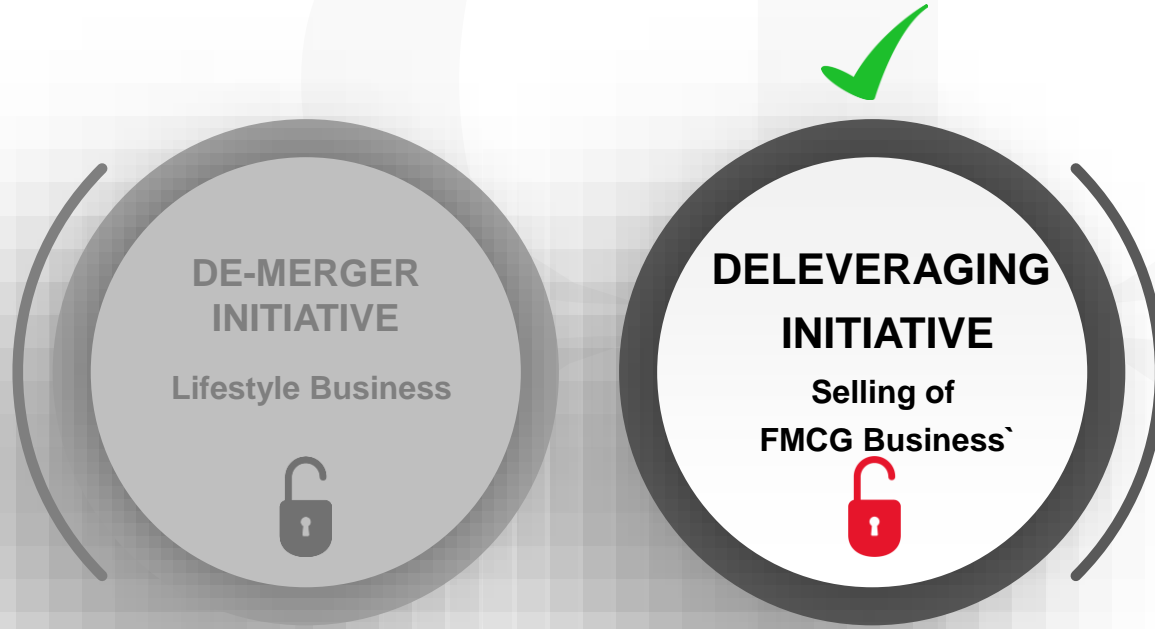 DE-MERGER
INITIATIVE
Lifestyle Business
DELEVERAGING
INITIATIVE
Selling of
FMCG Business`